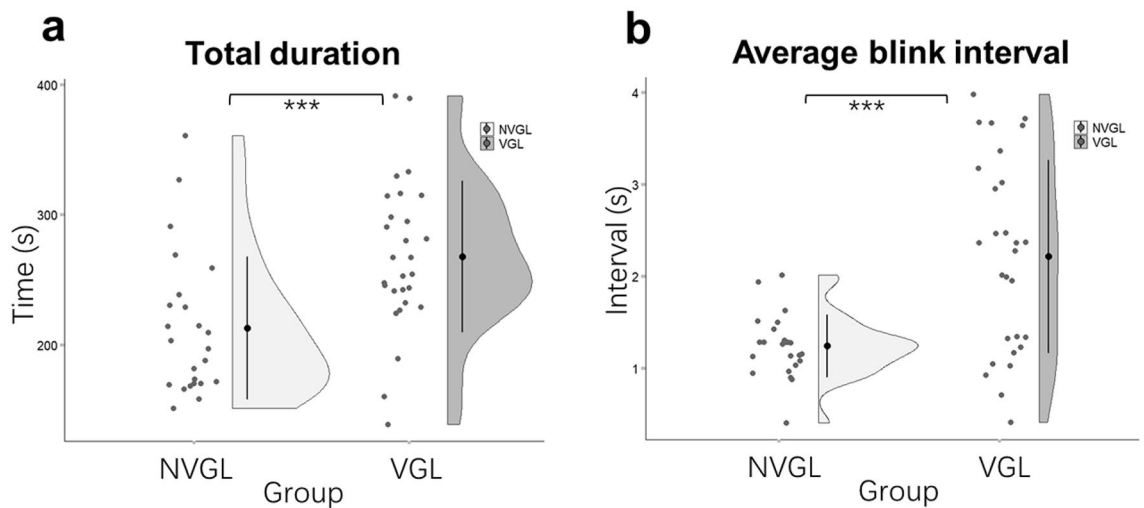 a
Total duration
400
300
200
Time (s)
***
NVGL
VGL
NVGL
VGL
Group
b
Average blink interval
4
3
2
1
Interval (s)
***
NVGL
VGL
NVGL
VGL
Group